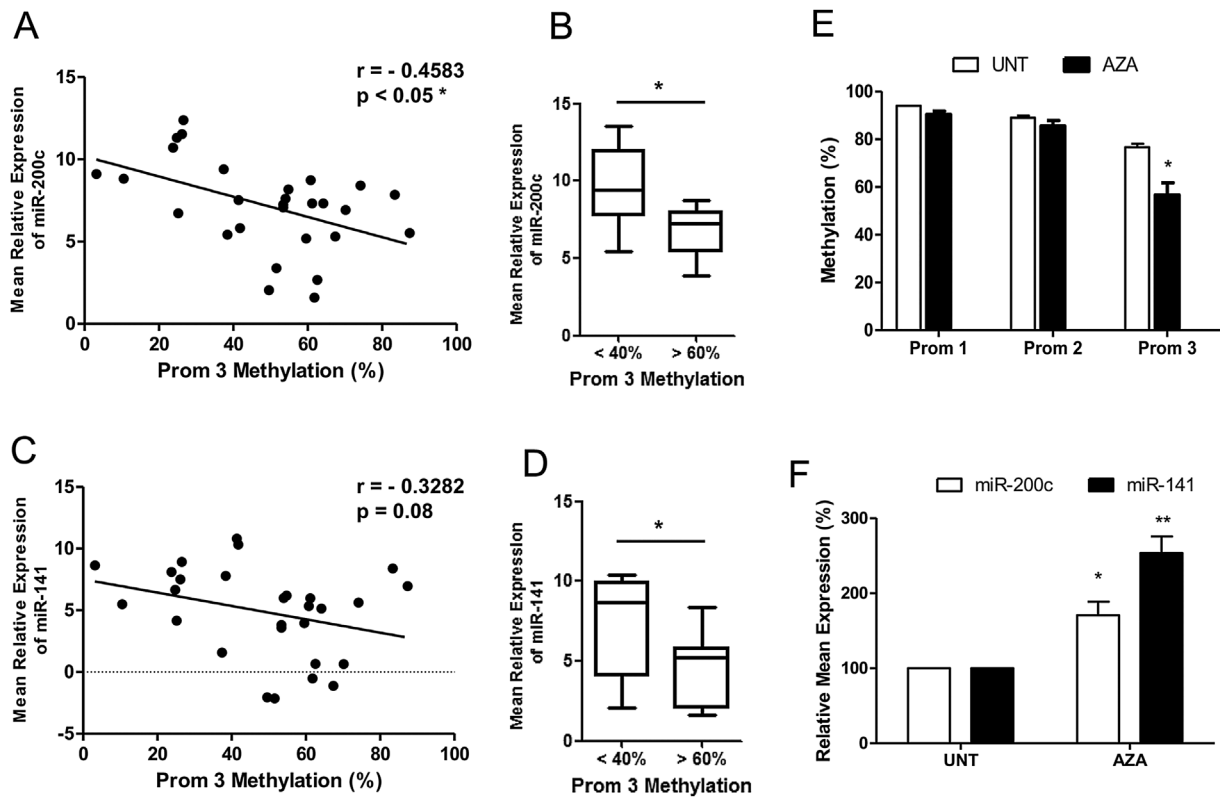 A
r = - 0.4583
p < 0.05 *
Mean Relative Expression
of miR-200c
15
10
5
0
0 20 40 60 80 100
Prom 3 Methylation (%)
B
*
Mean Relative Expression
of miR-200c
15
10
5
0
< 40% > 60%
Prom 3 Methylation
E
UNT AZA
Methylation (%)
100
80
60
40
20
0
*
Prom 1 Prom 2 Prom 3
C
r = - 0.3282
p = 0.08
Mean Relative Expression
of miR-141
15
10
5
0
-5
0 20 40 60 80 100
Prom 3 Methylation (%)
D
*
Mean Relative Expression
of miR-141
15
10
5
0
< 40% > 60%
Prom 3 Methylation
F
miR-200c miR-141
Relative Mean Expression (%)
300
200
100
0
*
**
UNT AZA